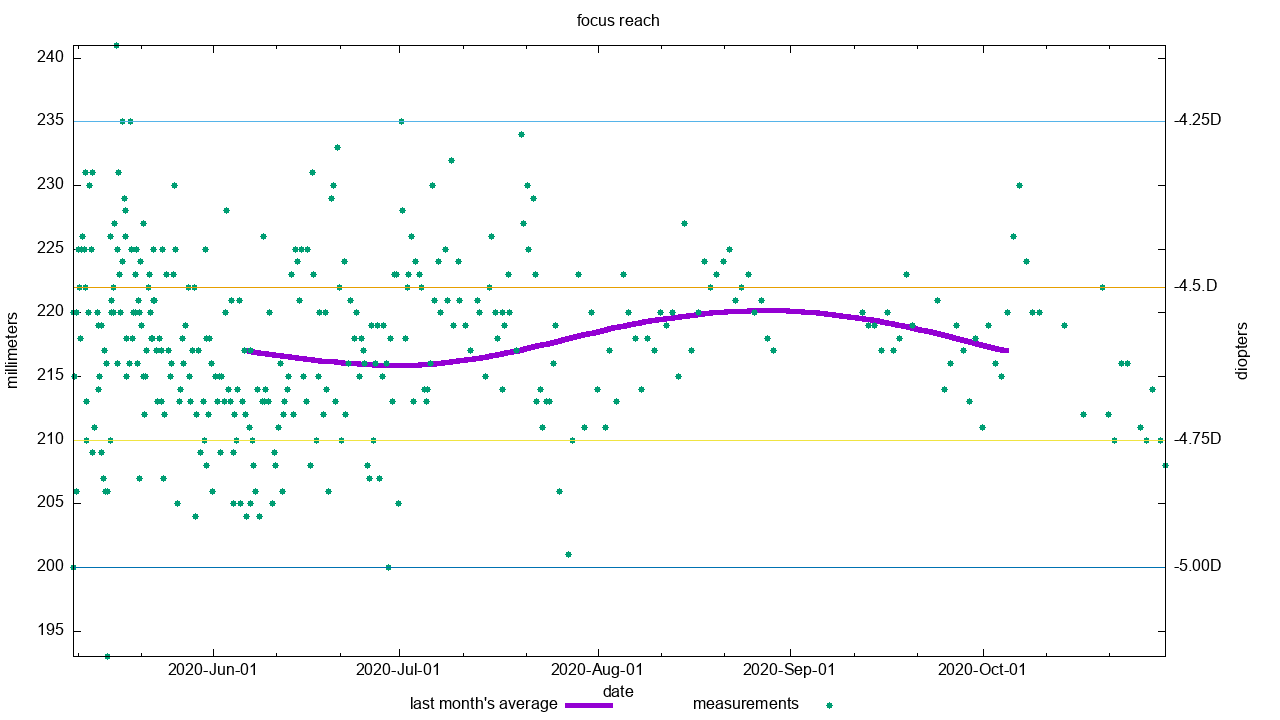 focus reach
240
235
230
225
220
215
210
205
200
195
millimeters
-4.25D
-4.5 D
-4.75D
-5.00D
diopters
2020-Jun-01
2020-Jul-01
2020-Aug-01
2020-Sep-01
2020-Oct-01
date
last month's average
measurements